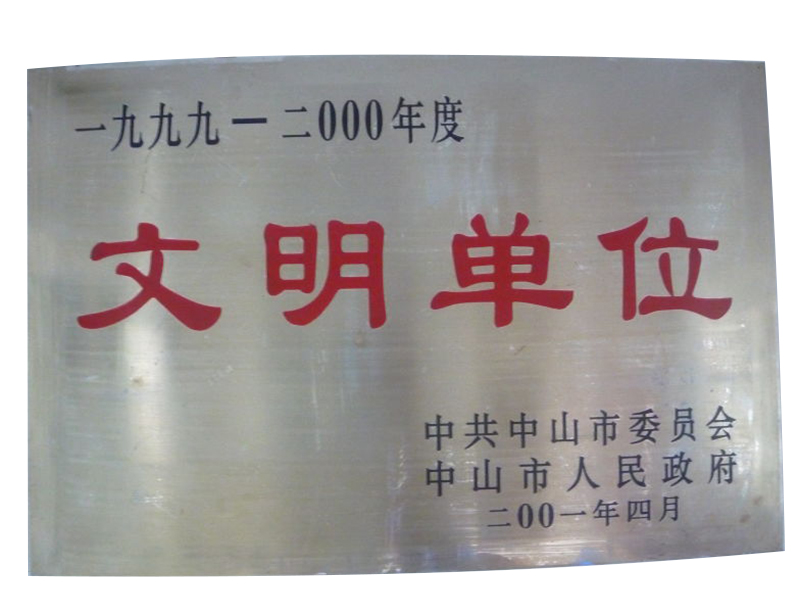 一九九九一二000年度
文明单位
中共中山市委员会
中山市人民政府
二00一年四月